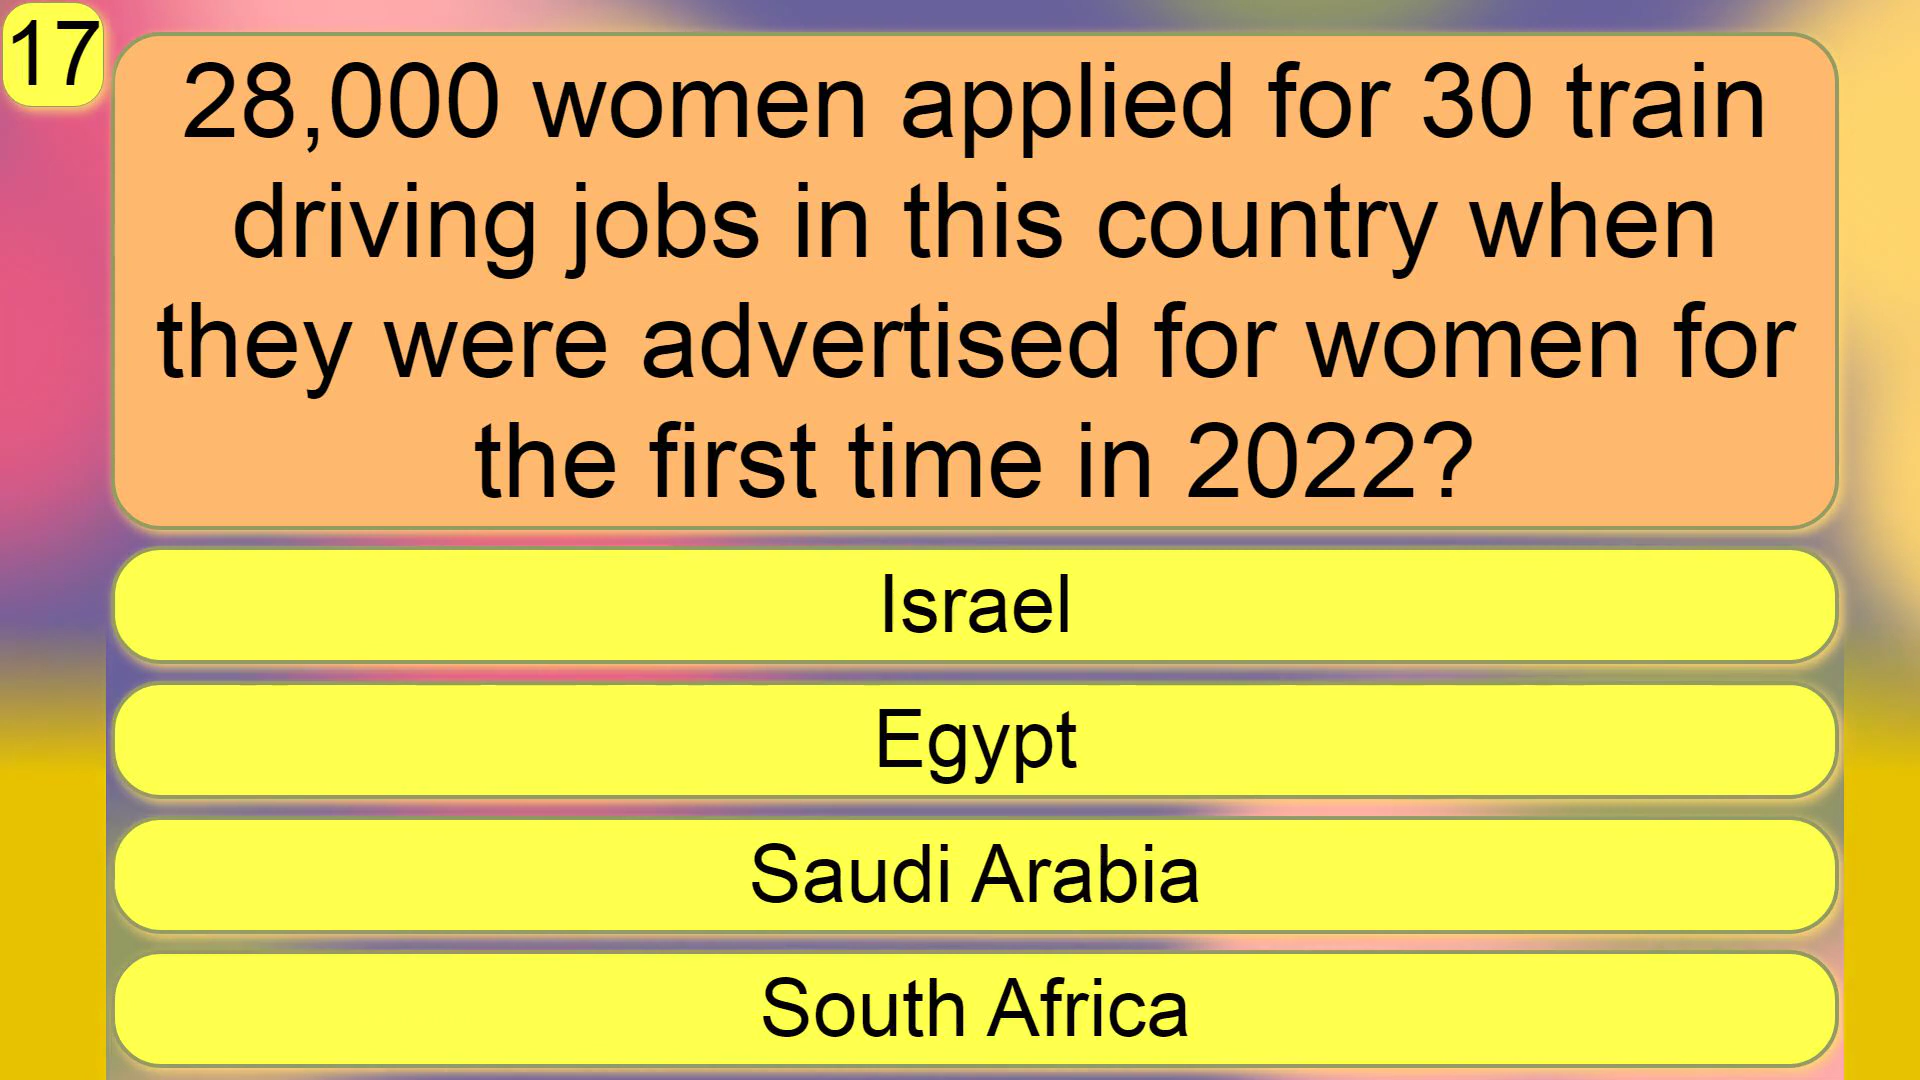 17
28,000 women applied for 30 train
driving jobs in this country when
they were advertised for women for
the first time in 2022?
Israel
Egypt
Saudi Arabia
South Africa